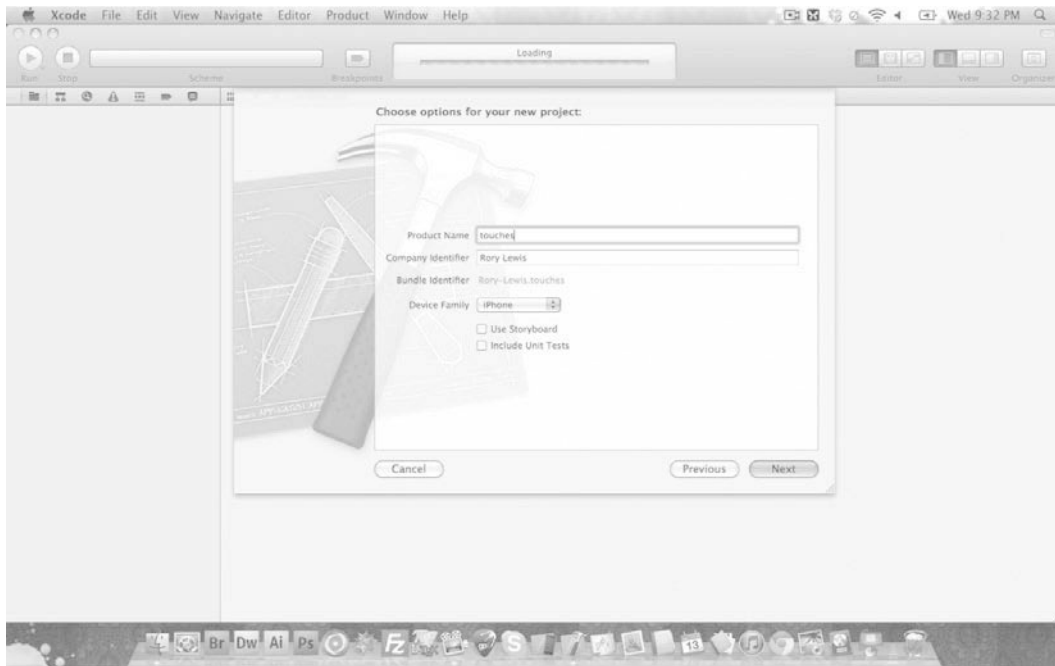 Xcode File Edit View Navigate Editor Product Window Help Wed 9:32 PM
Loading
Run Stop Scheme Breakpoints Editor View Organizer
Choose options for your new project:
Product Name touches
Company Identifier Rory Lewis
Bundle Identifier Rory-Lewis.touches
Device Family iPhone
Use Storyboard
Include Unit Tests
Cancel Previous Next
Br Dw Ai Ps Fz S 13